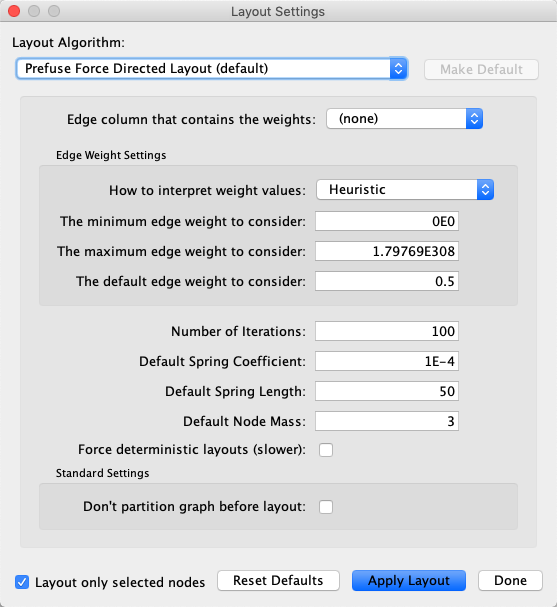 Layout Settings
Layout Algorithm:
Prefuse Force Directed Layout (default)
Make Default
Edge column that contains the weights: (none)
Edge Weight Settings
How to interpret weight values: Heuristic
The minimum edge weight to consider: 0E0
The maximum edge weight to consider: 1.79769E308
The default edge weight to consider: 0.5
Number of Iterations: 100
Default Spring Coefficient: 1E-4
Default Spring Length: 50
Default Node Mass: 3
Force deterministic layouts (slower):
Standard Settings
Don't partition graph before layout:
Layout only selected nodes Reset Defaults Apply Layout Done